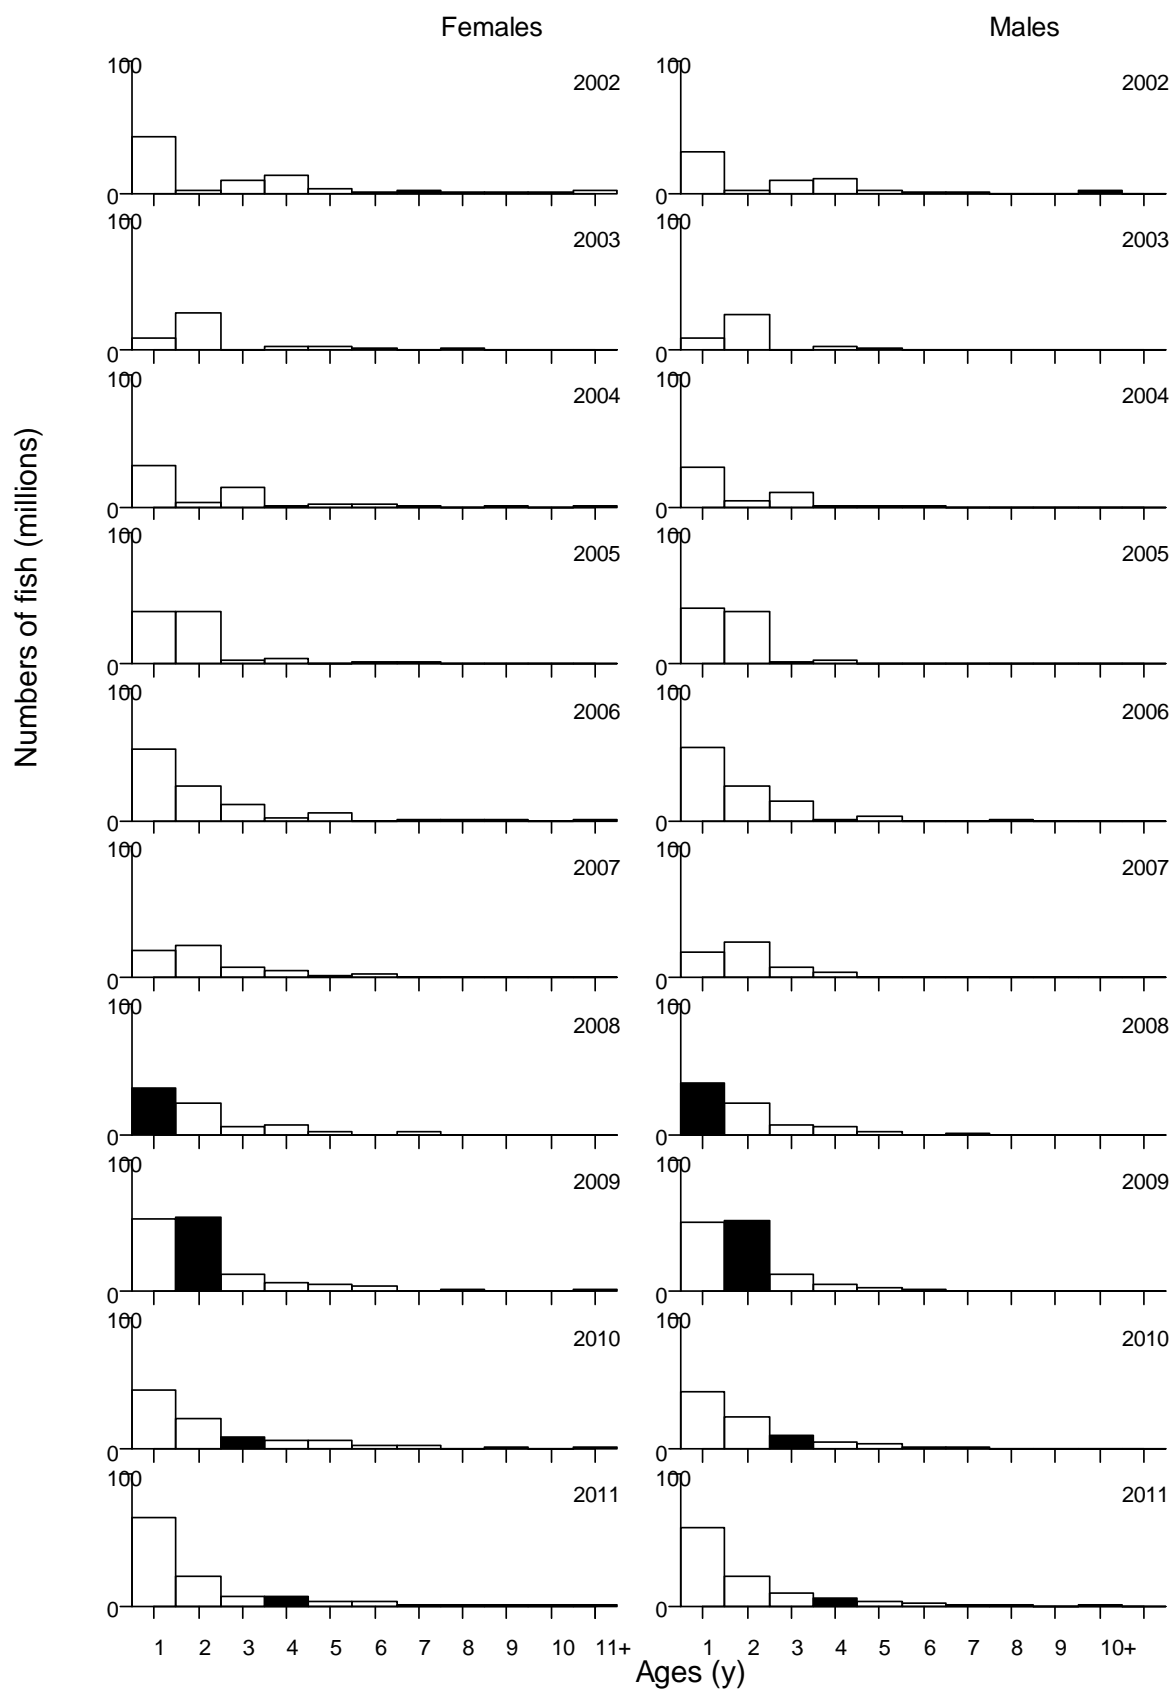 Females Males
100 2002 100 2002
0 0
100 2003 100 2003
0 0
100 2004 100 2004
0 0
100 2005 100 2005
0 0
100 2006 100 2006
0 0
100 2007 100 2007
0 0
100 2008 100 2008
0 0
100 2009 100 2009
0 0
100 2010 100 2010
0 0
100 2011 100 2011
0 0
1 2 3 4 5 6 7 8 9 10 11+ 1 2 3 4 5 6 7 8 9 10+
Ages (y)
Numbers of fish (millions)